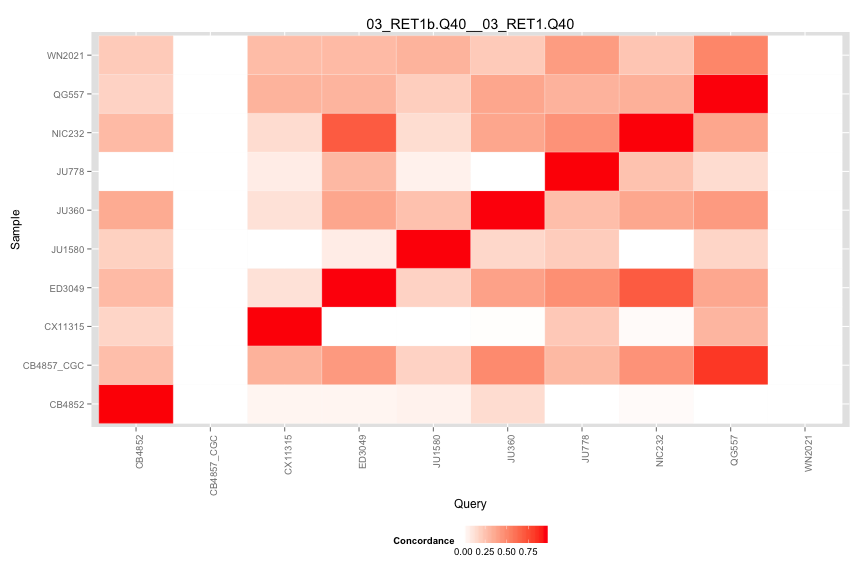 03_RET1b.Q40__03_RET1.Q40
Sample
WN2021
QG557
NIC232
JU778
JU360
JU1580
ED3049
CX11315
CB4857_CGC
CB4852
CB4852
CB4857_CGC
CX11315
ED3049
JU1580
JU360
JU778
NIC232
QG557
WN2021
Query
Concordance
0.00 0.25 0.50 0.75